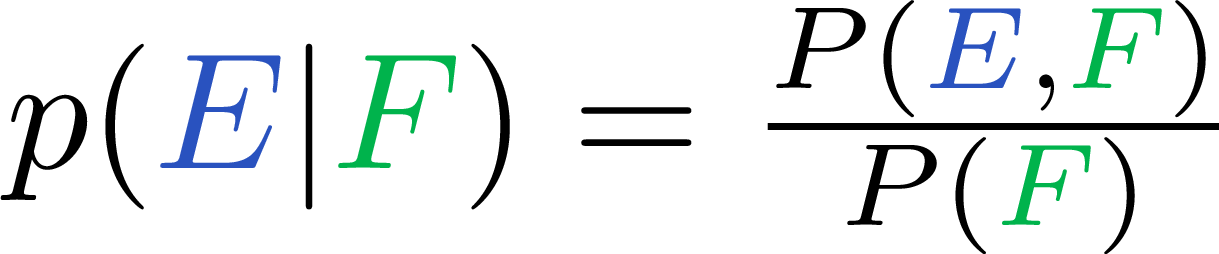 p(E|F) = P(E,F) / P(F)